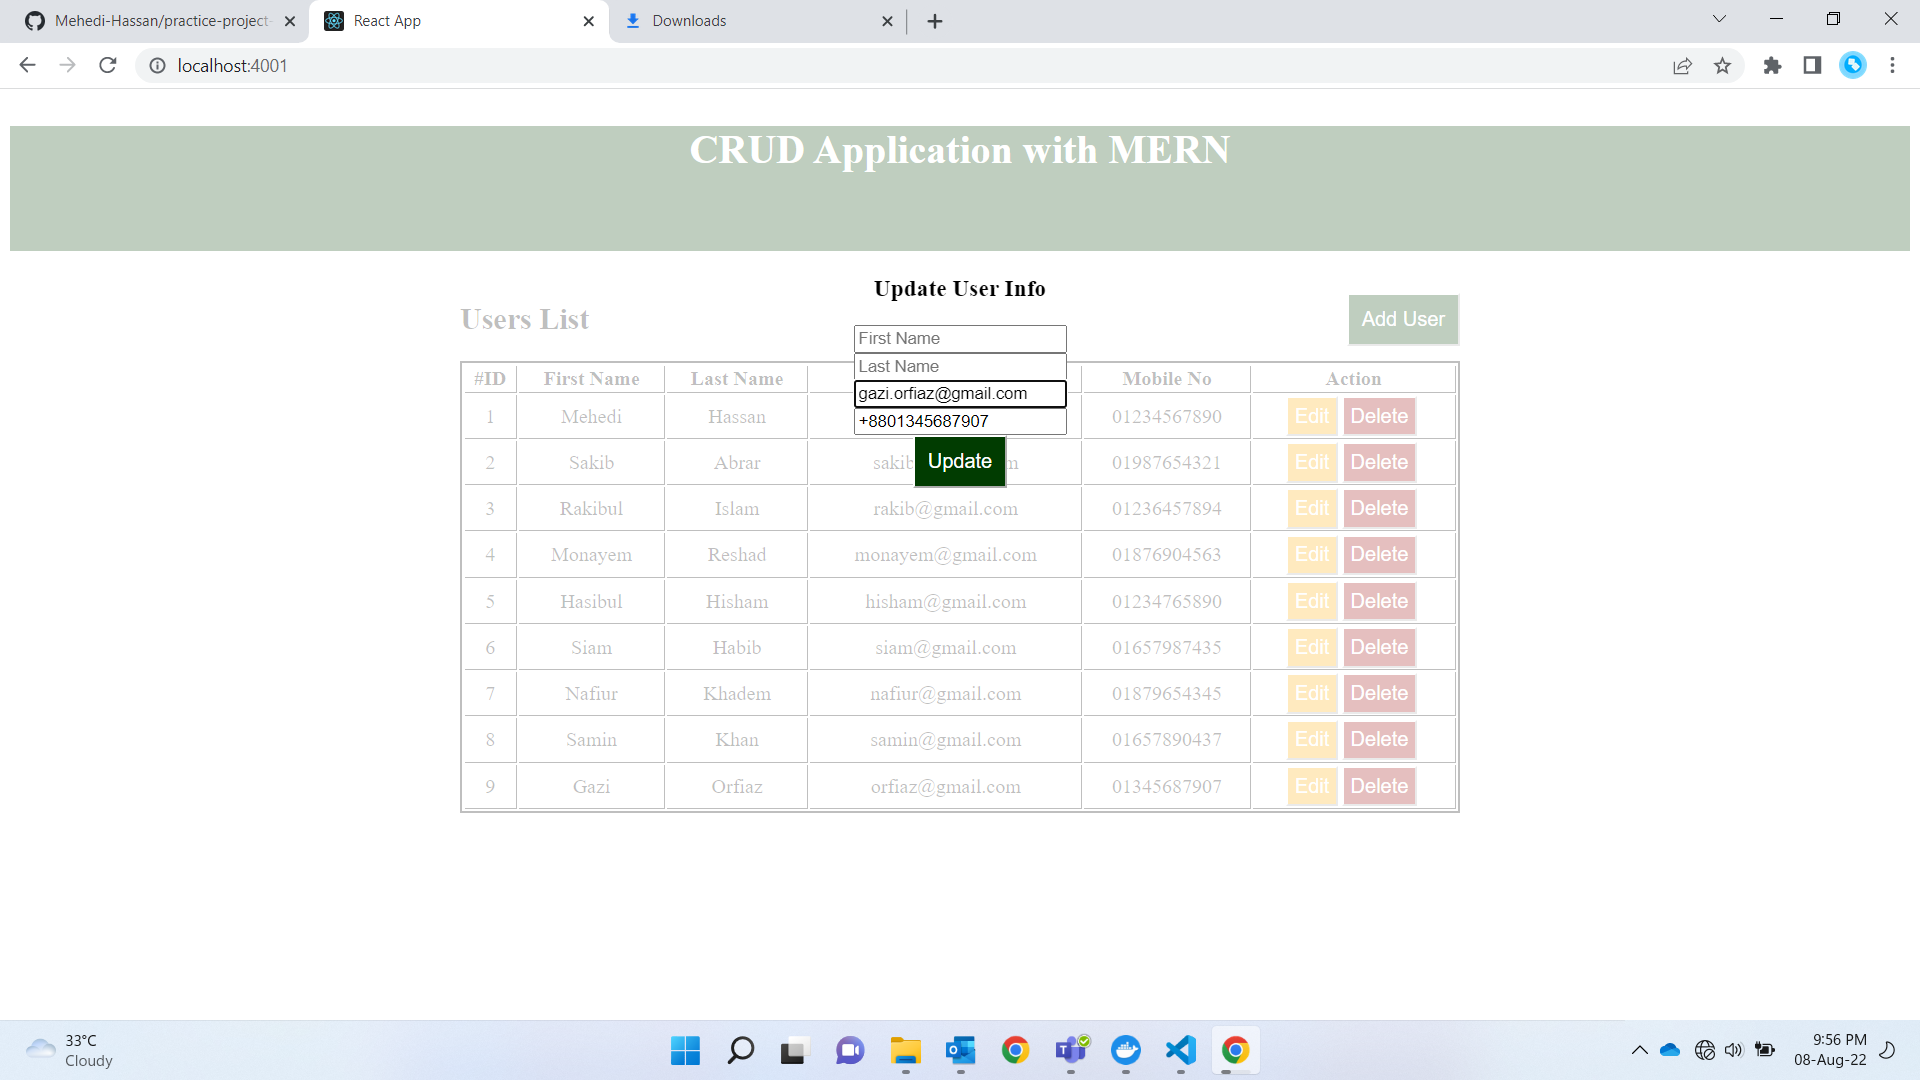 Mehedi-Hassan/practice-project-
React App
Downloads
localhost:4001
CRUD Application with MERN
Update User Info
Users List
Add User
First Name
Last Name
gazi.orfiaz@gmail.com
+8801345687907
Update
#ID First Name Last Name Mobile No Action
1 Mehedi Hassan 01234567890 Edit Delete
2 Sakib Abrar sakib m 01987654321 Edit Delete
3 Rakibul Islam rakib@gmail.com 01236457894 Edit Delete
4 Monayem Reshad monayem@gmail.com 01876904563 Edit Delete
5 Hasibul Hisham hisham@gmail.com 01234765890 Edit Delete
6 Siam Habib siam@gmail.com 01657987435 Edit Delete
7 Nafiur Khadem nafiur@gmail.com 01879654345 Edit Delete
8 Samin Khan samin@gmail.com 01657890437 Edit Delete
9 Gazi Orfiaz orfiaz@gmail.com 01345687907 Edit Delete
33°C
Cloudy
9:56 PM
08-Aug-22